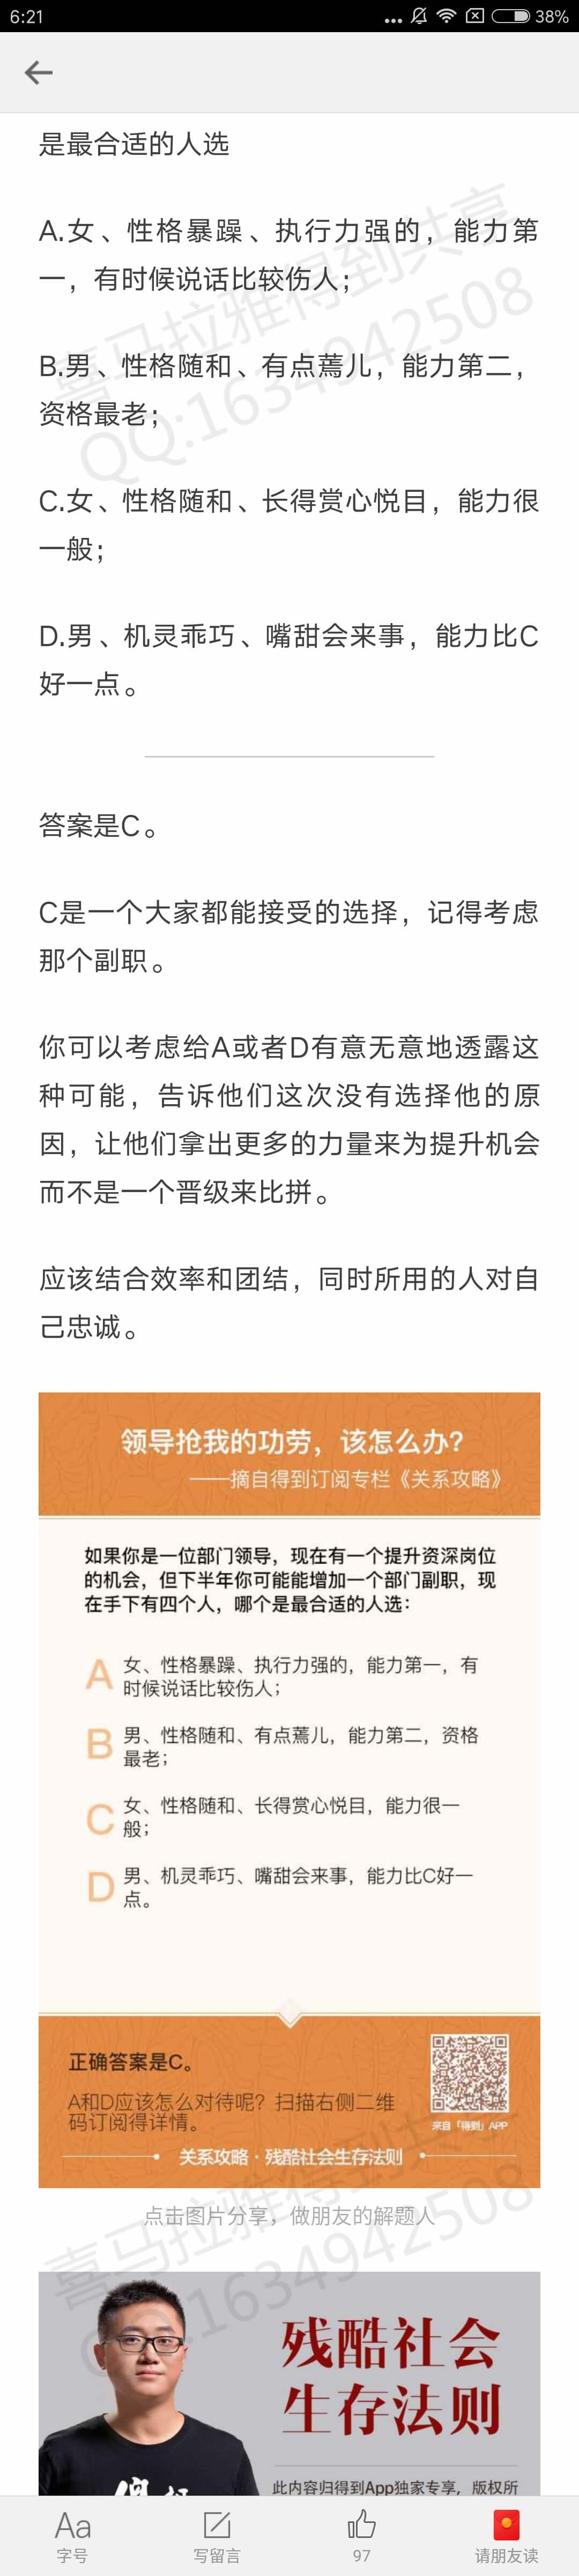 6:21
38%
是最合适的人选
A.女、性格暴躁、执行力强的，能力第
一，有时候说话比较伤人；
B.男、性格随和、有点蔫儿，能力第二，
资格最老；
C.女、性格随和、长得赏心悦目，能力很
一般；
D.男、机灵乖巧、嘴甜会来事，能力比C
好一点。
喜马拉雅得到共享
QQ:1634942508
答案是C。
C是一个大家都能接受的选择，记得考虑
那个副职。
你可以考虑给A或者D有意无意地透露这
种可能，告诉他们这次没有选择他的原
因，让他们拿出更多的力量来为提升机会
而不是一个晋级来比拼。
应该结合效率和团结，同时所用的人对自
己忠诚。
领导抢我的功劳，该怎么办？
——摘自得到订阅专栏《关系攻略》
如果你是一位部门领导，现在有一个提升资深岗位
的机会，但下半年你可能能增加一个部门副职，现
在手下有四个人，哪个是最合适的人选：
A 女、性格暴躁、执行力强的，能力第一，有
时候说话比较伤人；
B 男、性格随和、有点蔫儿，能力第二，资格
最老；
C 女、性格随和、长得赏心悦目，能力很一
般；
D 男、机灵乖巧、嘴甜会来事，能力比C好一
点。
正确答案是C。
A和D应该怎么对待呢？扫描右侧二维
码订阅得详情。
来自「得到」APP
关系攻略·残酷社会生存法则
点击图片分享，做朋友的解题人
喜马拉雅得到共享
QQ:1634942508
残酷社会
生存法则
此内容归得到App独家专享，版权所
Aa
字号
写留言
97
请朋友读